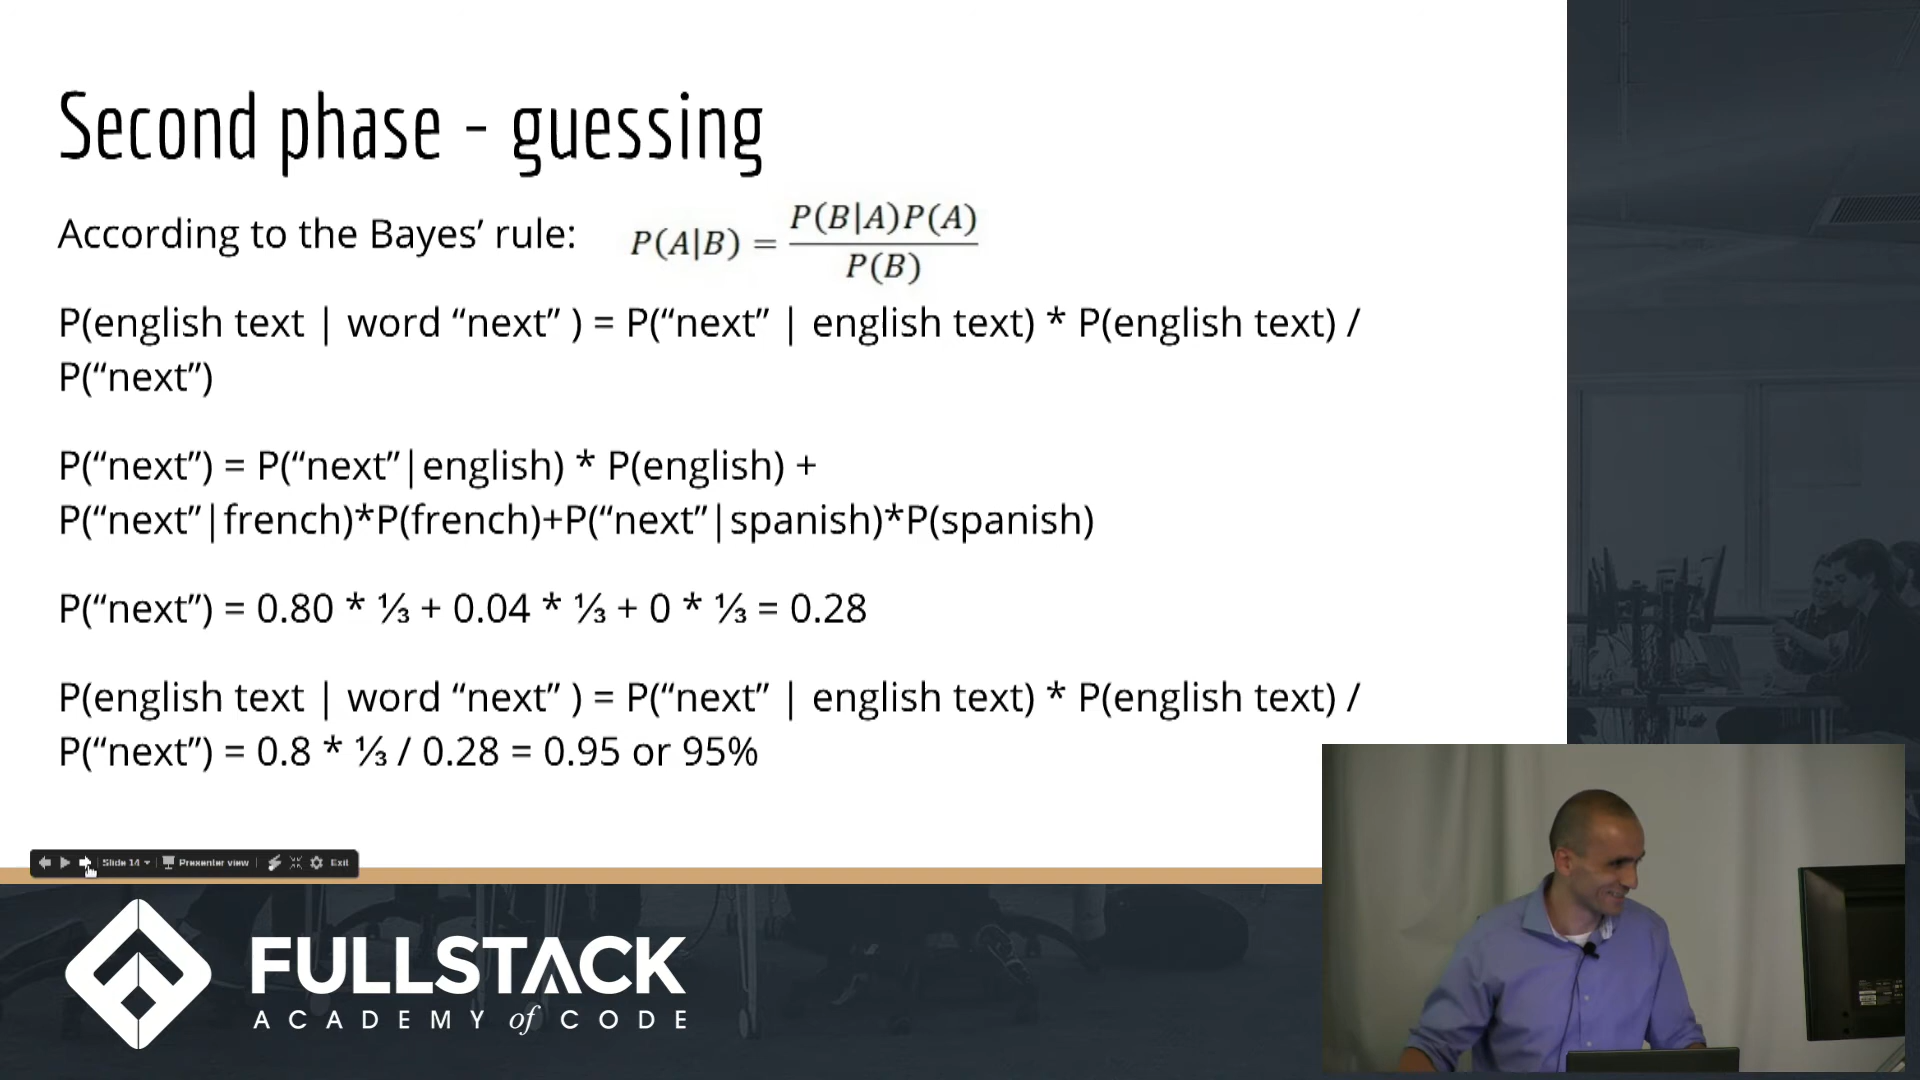 Second phase - guessing
According to the Bayes’ rule:
P(A|B) = P(B|A)P(A) / P(B)
P(english text | word “next” ) = P(“next” | english text) * P(english text) /
P(“next”)
P(“next”) = P(“next”|english) * P(english) +
P(“next”|french)*P(french)+P(“next”|spanish)*P(spanish)
P(“next”) = 0.80 * ⅓ + 0.04 * ⅓ + 0 * ⅓ = 0.28
P(english text | word “next” ) = P(“next” | english text) * P(english text) /
P(“next”) = 0.8 * ⅓ / 0.28 = 0.95 or 95%
Slide 14 Presenter view Exit
FULLSTACK
ACADEMY of CODE